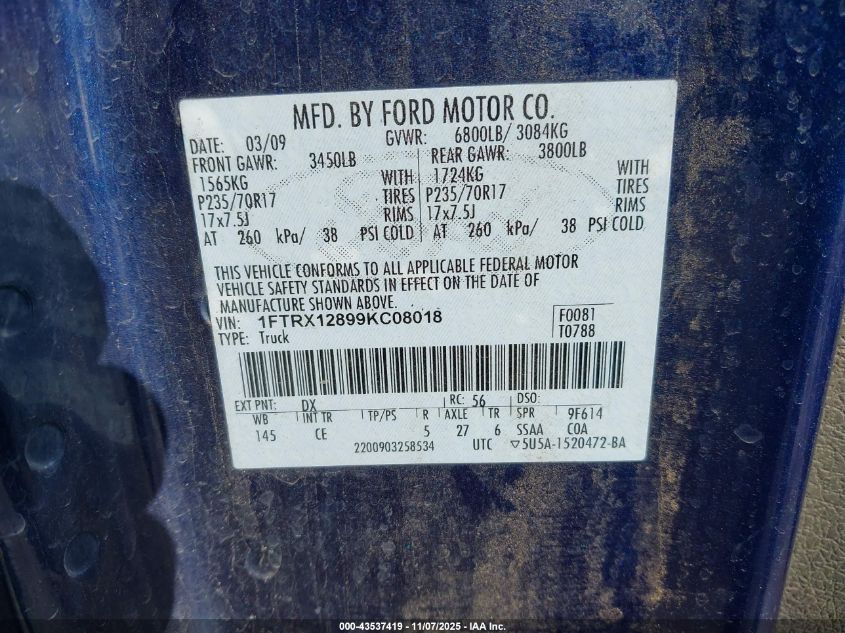 MFD. BY FORD MOTOR CO.
DATE: 03/09 GVWR: 6800LB/ 3084KG
FRONT GAWR: 3450LB REAR GAWR: 3800LB
1565KG WITH 1724KG WITH
P235/70R17 TIRES P235/70R17 TIRES
17x7.5J RIMS 17x7.5J RIMS
AT 260 kPa/ 38 PSI COLD AT 260 kPa/ 38 PSI COLD
THIS VEHICLE CONFORMS TO ALL APPLICABLE FEDERAL MOTOR
VEHICLE SAFETY STANDARDS IN EFFECT ON THE DATE OF
MANUFACTURE SHOWN ABOVE.
VIN: 1FTRX12899KC08018 F0081
TYPE: Truck T0788
EXT PNT: DX RC: 56 DSO:
WB INT TR TP/PS R AXLE TR SPR 9F614
145 CE 5 27 6 SSAA COA
2200903258534 UTC ▽5U5A-1520472-BA
000-43537419 - 11/07/2025 - IAA Inc.